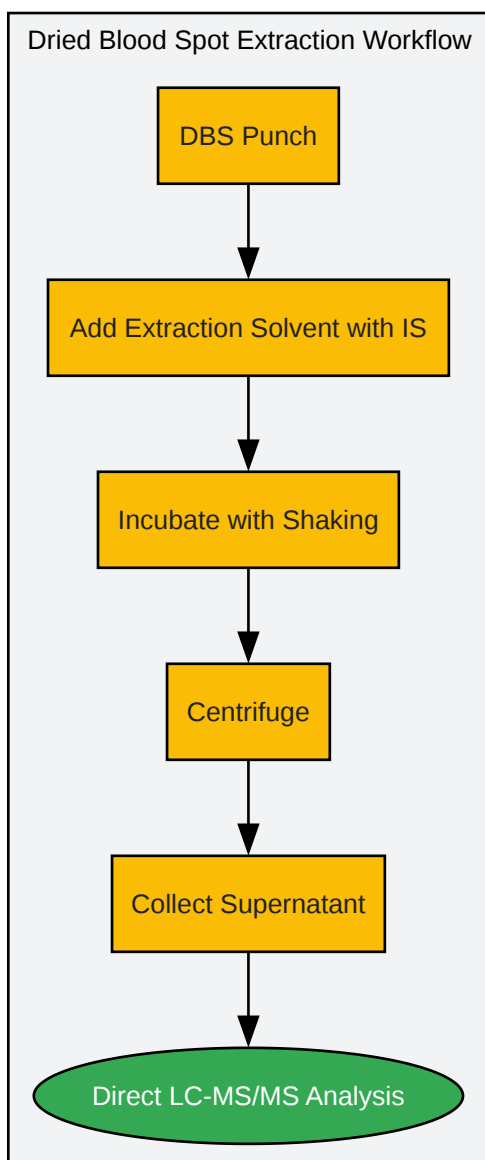 Dried Blood Spot Extraction Workflow
DBS Punch
Add Extraction Solvent with IS
Incubate with Shaking
Centrifuge
Collect Supernatant
Direct LC-MS/MS Analysis